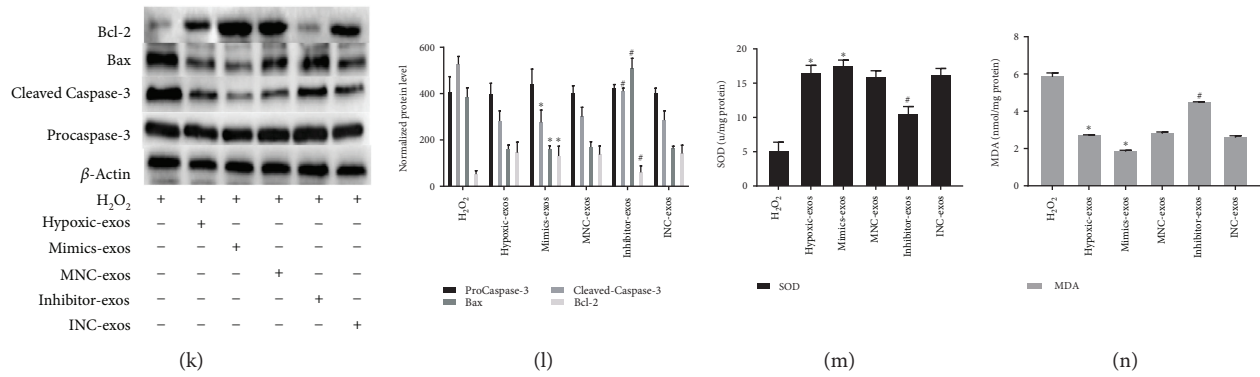 Bcl-2
Bax
Cleaved Caspase-3
Procaspase-3
β-Actin
H2O2 + + + + + +
Hypoxic-exos – + – – – –
Mimics-exos – – + – – –
MNC-exos – – – + – –
Inhibitor-exos – – – – + –
INC-exos – – – – – +
(k)
Normalized protein level
600
400
200
0
* * * # # #
H2O2
Hypoxic-exos
Mimics-exos
MNC-exos
Inhibitor-exos
INC-exos
ProCaspase-3 Cleaved-Caspase-3
Bax Bcl-2
(l)
SOD (u/mg protein)
20
15
10
5
0
* * #
H2O2
Hypoxic-exos
Mimics-exos
MNC-exos
Inhibitor-exos
INC-exos
SOD
(m)
MDA (nmol/mg protein)
8
6
4
2
0
* * #
H2O2
Hypoxic-exos
Mimics-exos
MNC-exos
Inhibitor-exos
INC-exos
MDA
(n)